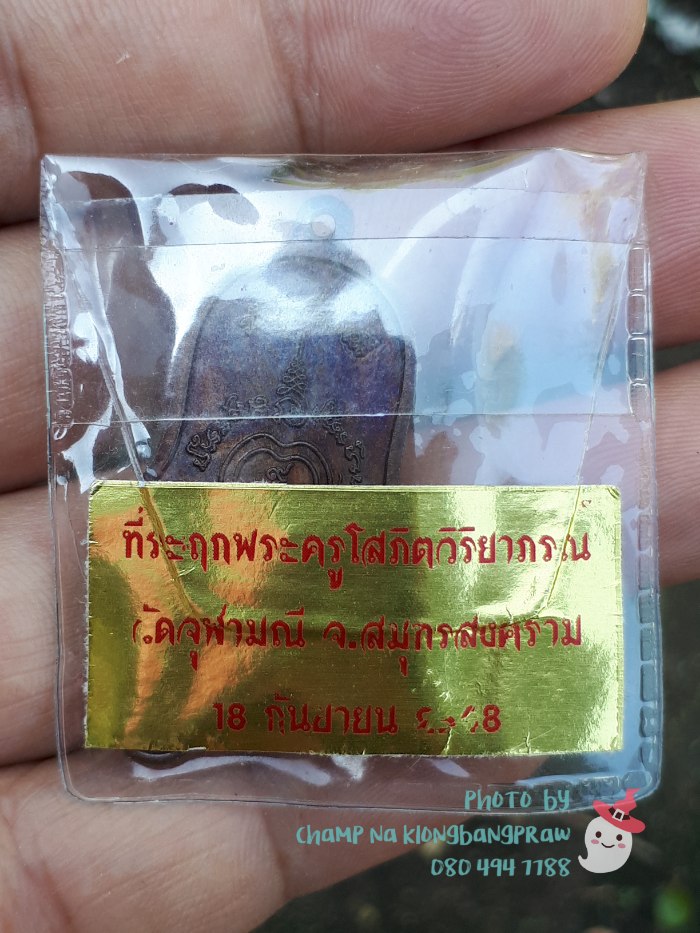 ที่ระฤกพระครูโสภิตวิริยาภรณ์
วัดจุฬามณี จ.สมุทรสงคราม
18 กันยายน
PHOTO BY
CHAMP NA KLONGBANGPRAW
080 494 7788